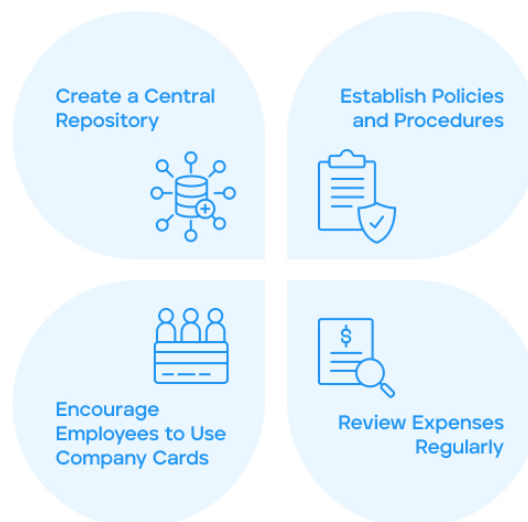 Create a Central
Repository
Establish Policies
and Procedures
$
Encourage
Employees to Use
Company Cards
Review Expenses
Regularly